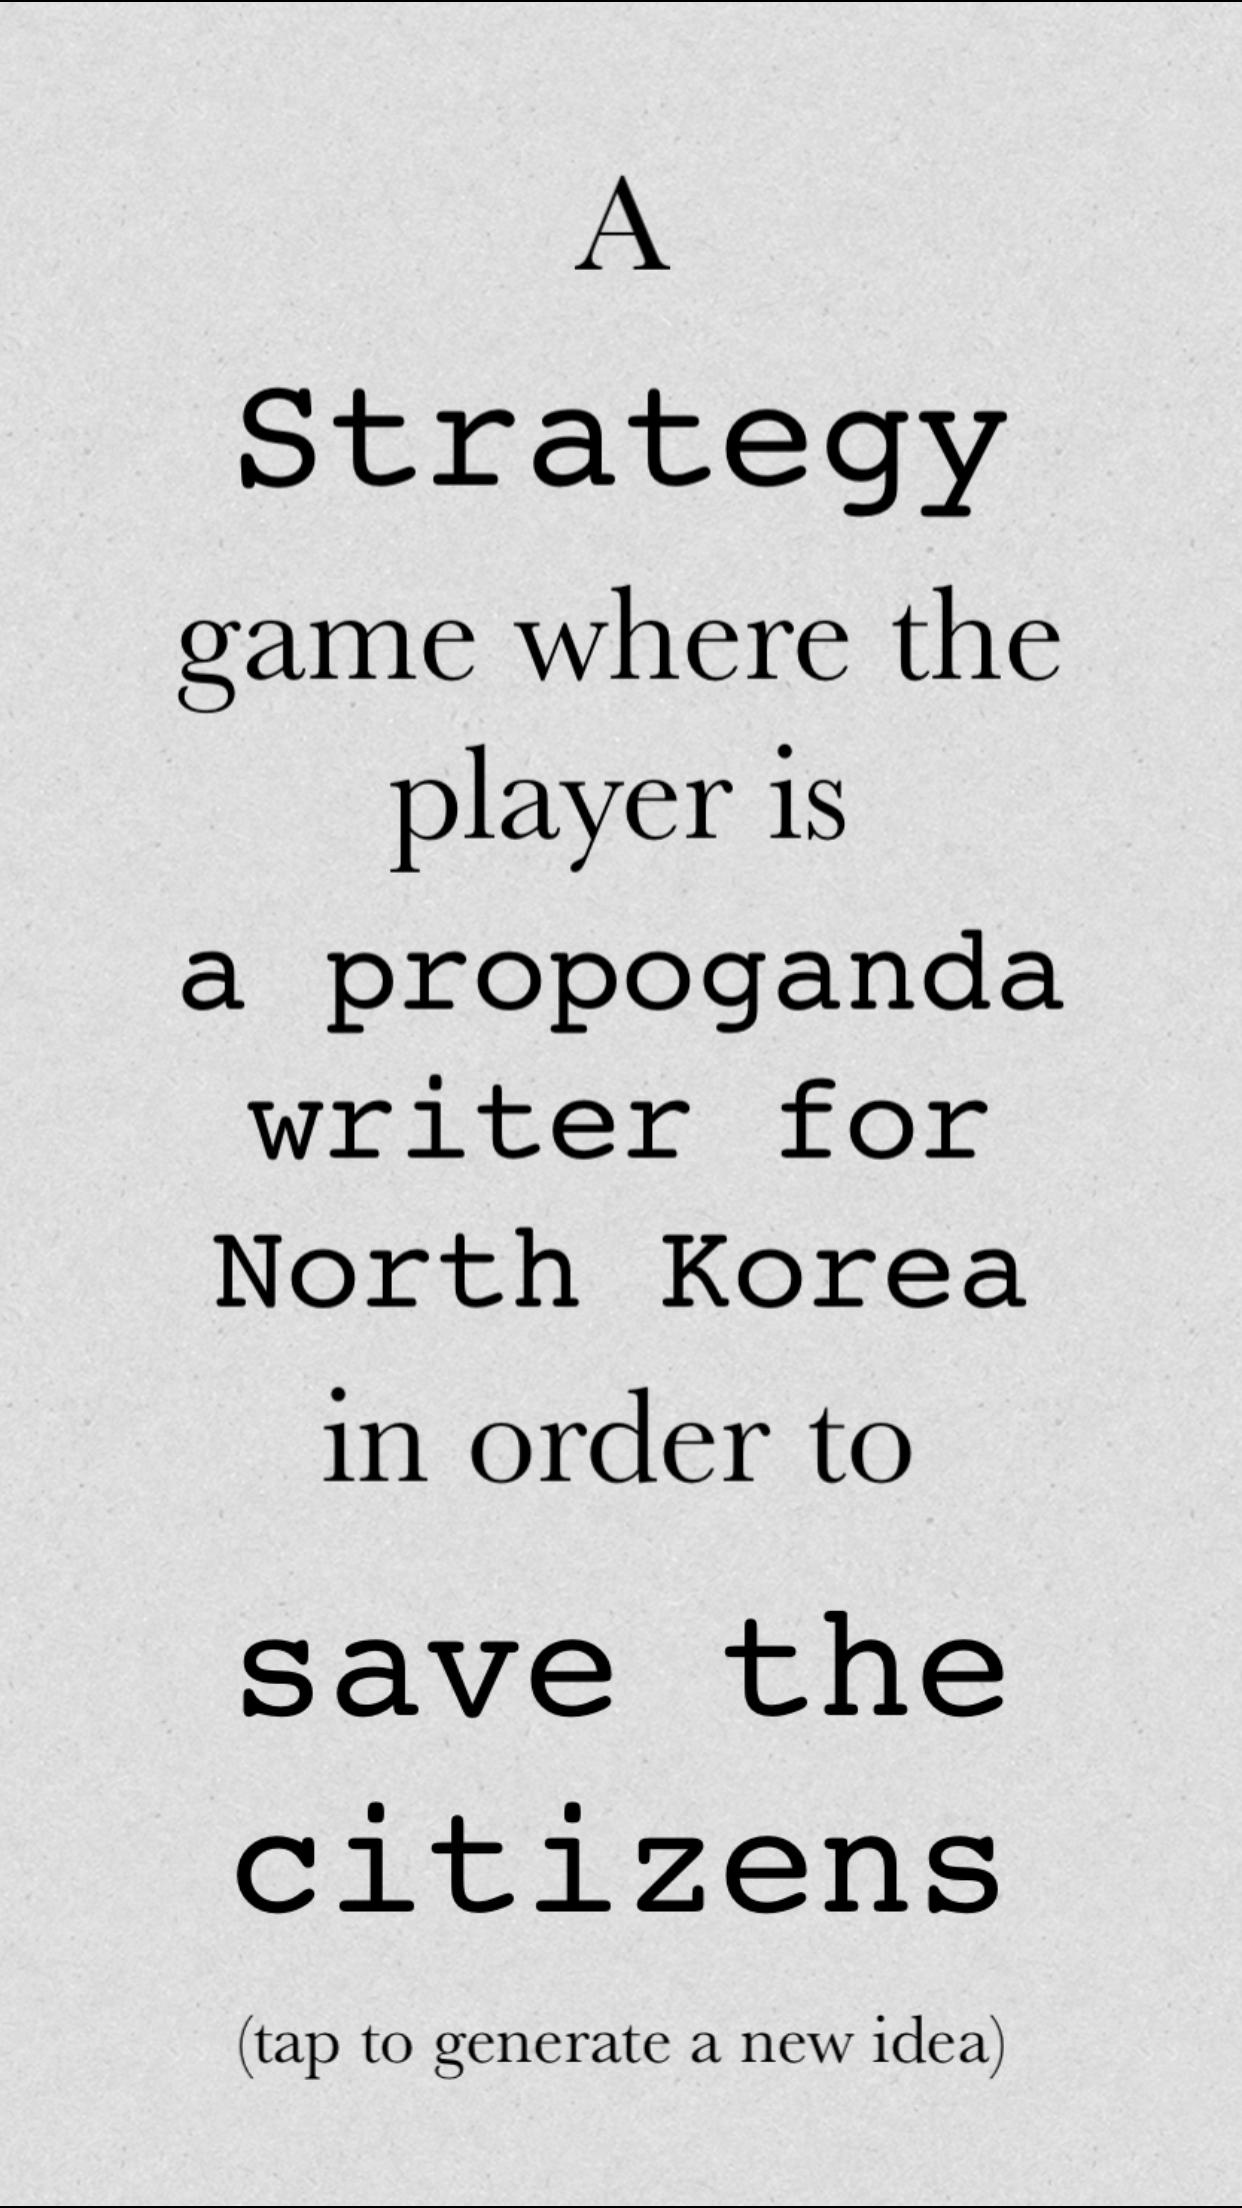 A
Strategy
game where the
player is
a propoganda
writer for
North Korea
in order to
save the
citizens
(tap to generate a new idea)